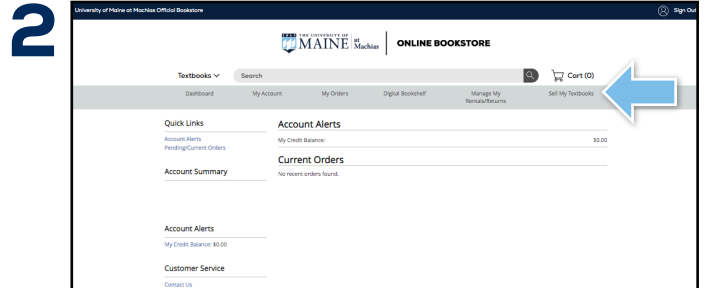 2
University of Maine at Machias Official Bookstore
Sign Out
THE UNIVERSITY OF
MAINE at Machias
ONLINE BOOKSTORE
Textbooks
Search
Cart (0)
Dashboard
My Account
My Orders
Digital Bookshelf
Manage My
Rentals/Returns
Sell My Textbooks
Quick Links
Account Alerts
Pending/Current Orders
Account Summary
Account Alerts
My Credit Balance: $0.00
Customer Service
Contact Us
Account Alerts
My Credit Balance:
$0.00
Current Orders
No recent orders found.